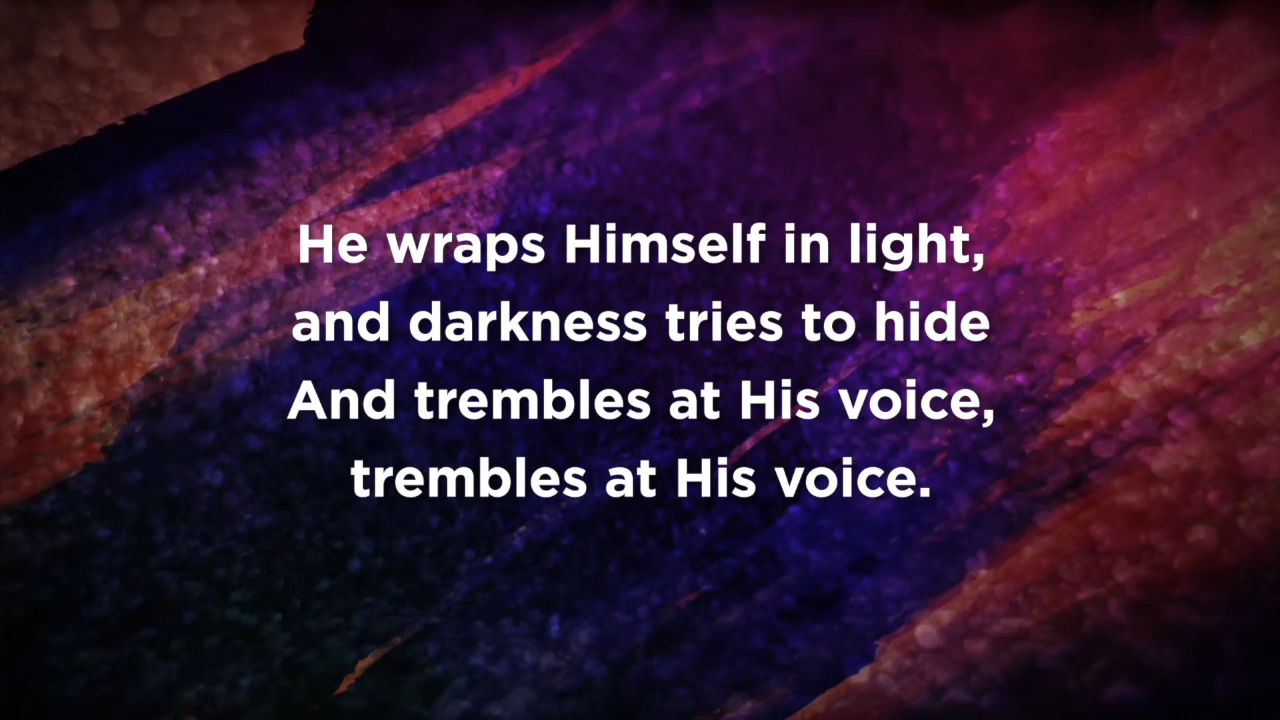 He wraps Himself in light,
and darkness tries to hide
And trembles at His voice,
trembles at His voice.